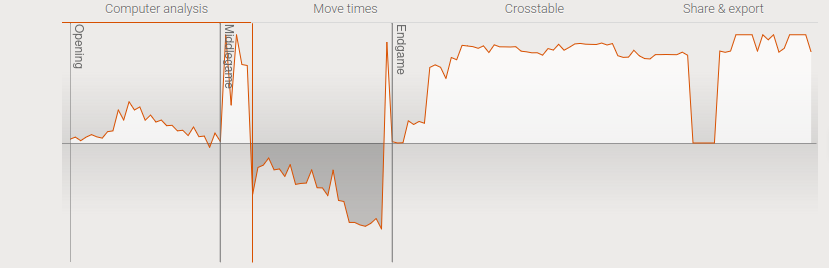 Computer analysis
Move times
Crosstable
Share & export
Opening
Middlegame
Endgame